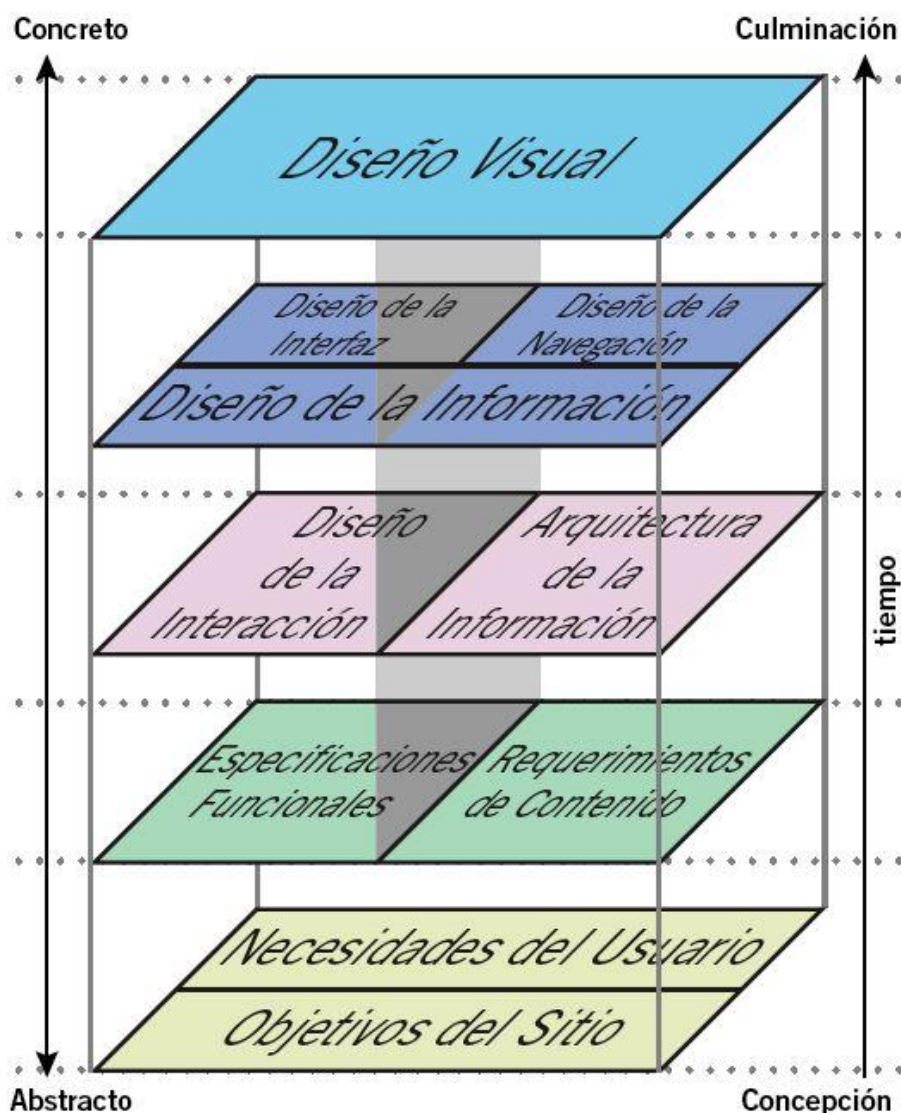 Concreto
Culminación
Diseño Visual
Diseño de la
Interfaz
Diseño de la
Navegación
Diseño de la Información
Diseño
de la
Interacción
Arquitectura
de la
Información
tiempo
Especificaciones
Funcionales
Requerimientos
de Contenido
Necesidades del Usuario
Objetivos del Sitio
Abstracto
Concepción